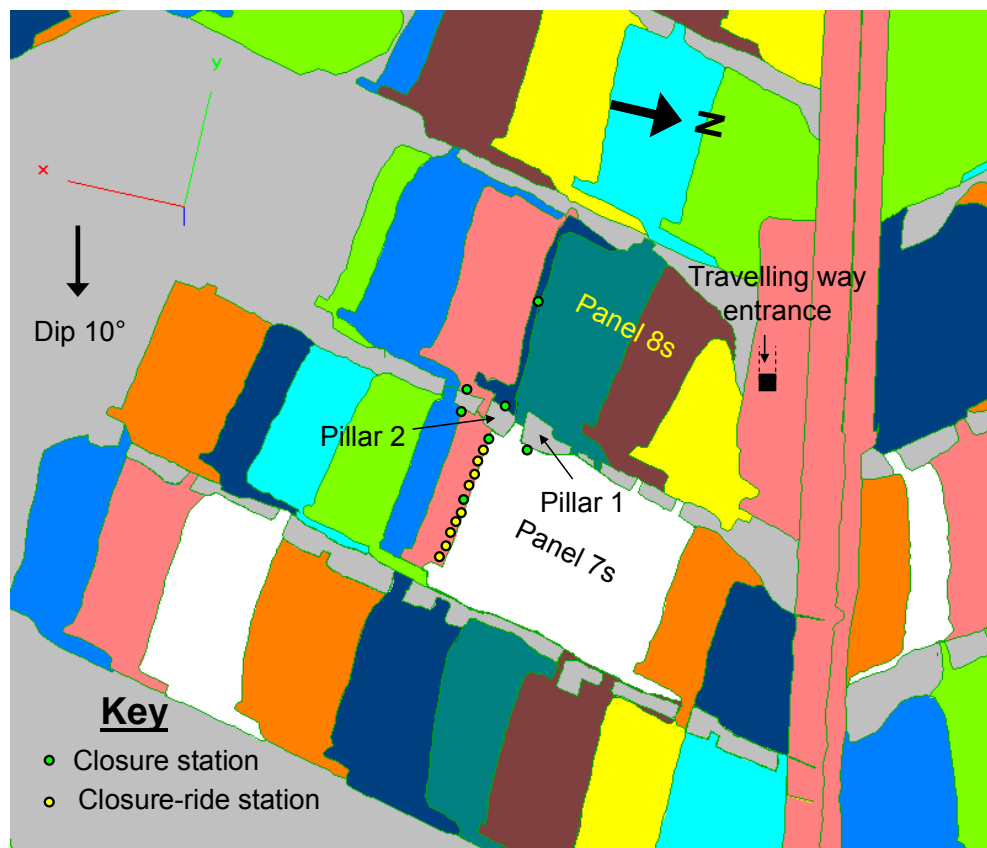 y
x
N
Dip 10°
Travelling way
entrance
Panel 8s
Pillar 2
Pillar 1
Panel 7s
Key
Closure station
Closure-ride station